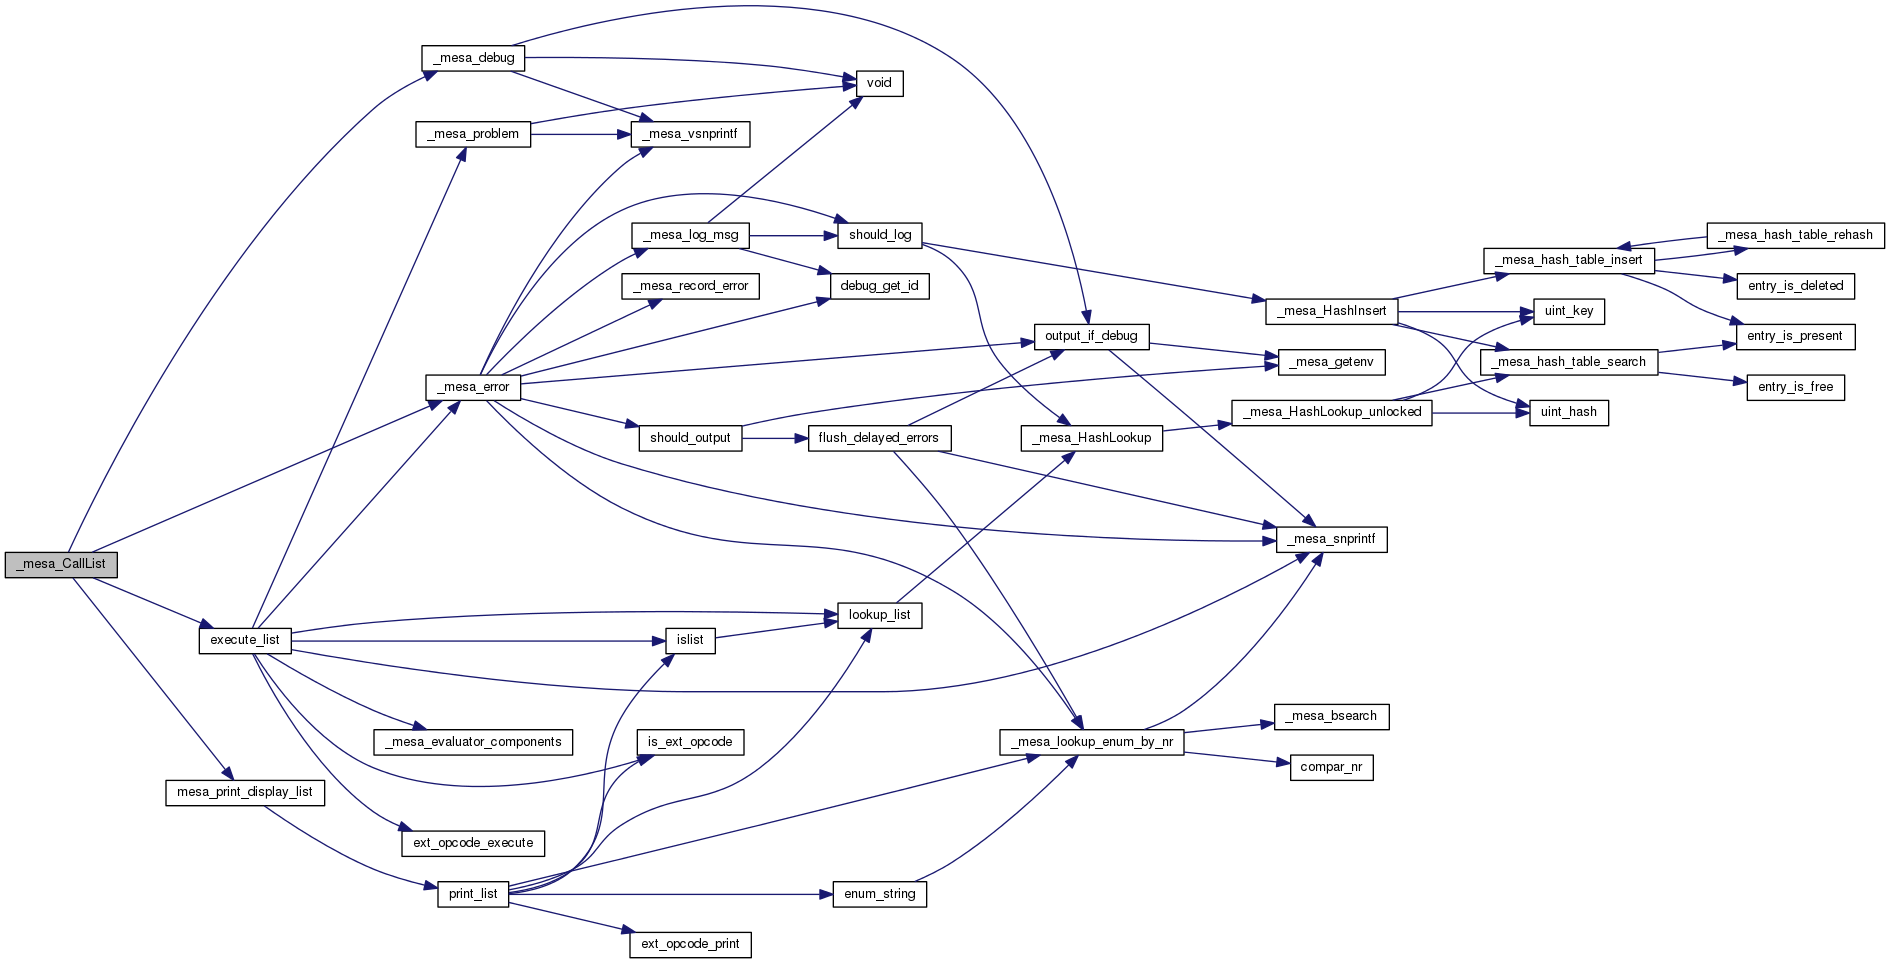 _mesa_debug
void
_mesa_problem
_mesa_vsnprintf
_mesa_log_msg
should_log
_mesa_hash_table_rehash
_mesa_hash_table_insert
_mesa_record_error
debug_get_id
entry_is_deleted
_mesa_HashInsert
uint_key
output_if_debug
entry_is_present
_mesa_getenv
_mesa_hash_table_search
_mesa_error
entry_is_free
_mesa_HashLookup_unlocked
uint_hash
should_output
flush_delayed_errors
_mesa_HashLookup
_mesa_snprintf
_mesa_CallList
lookup_list
execute_list
islist
_mesa_bsearch
_mesa_evaluator_components
is_ext_opcode
_mesa_lookup_enum_by_nr
compar_nr
mesa_print_display_list
ext_opcode_execute
print_list
enum_string
ext_opcode_print